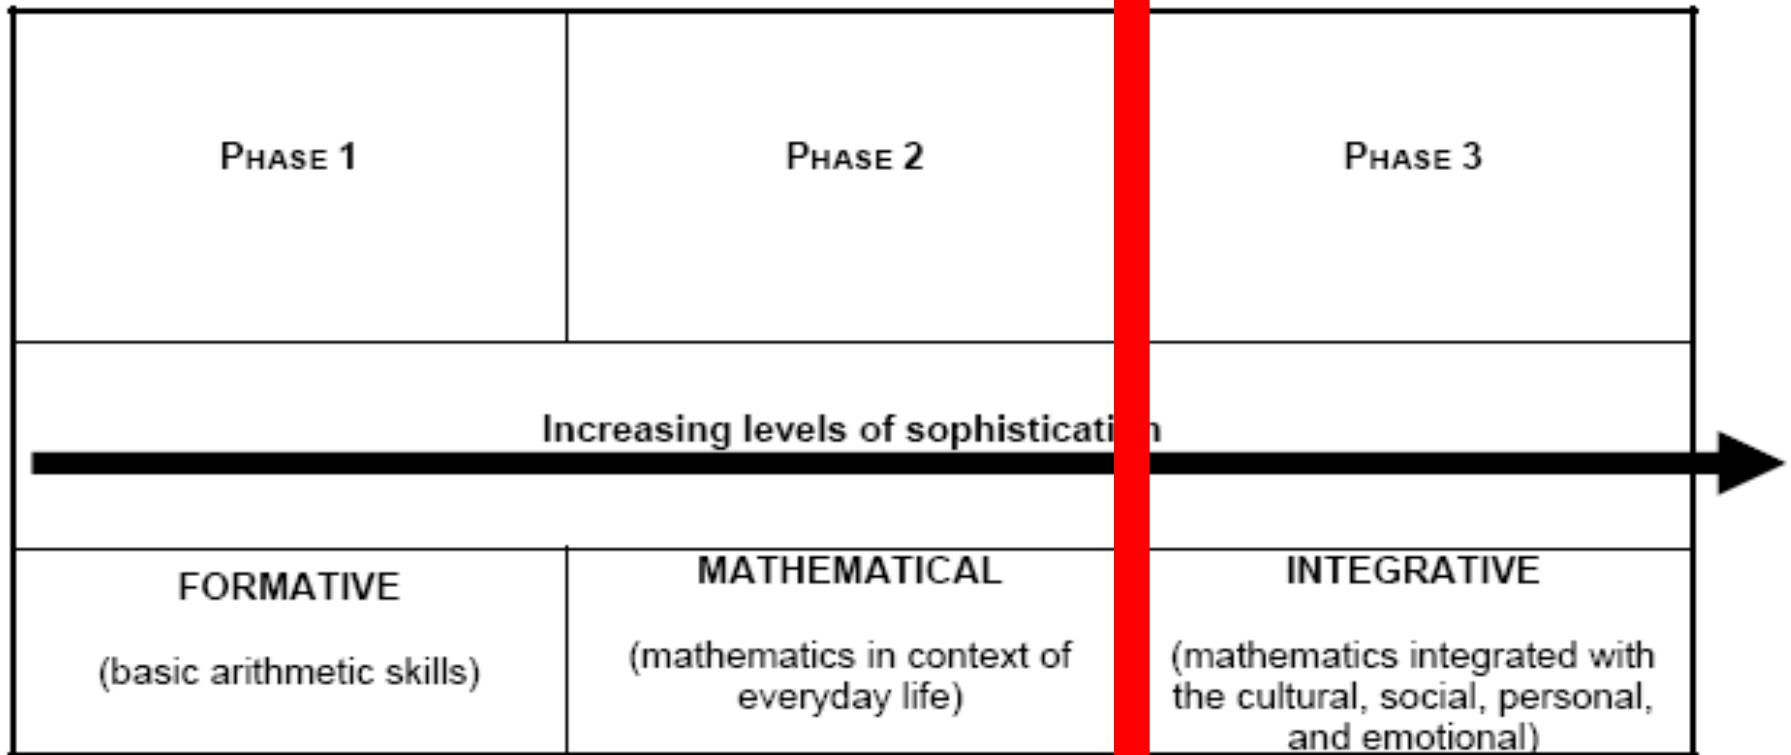 PHASE 1
PHASE 2
PHASE 3
Increasing levels of
FORMATIVE
(basic arithmetic skills)
MATHEMATICAL
(mathematics in context of
everyday life)
INTEGRATIVE
(mathematics integrated with
the cultural, social, personal,
and emotional)